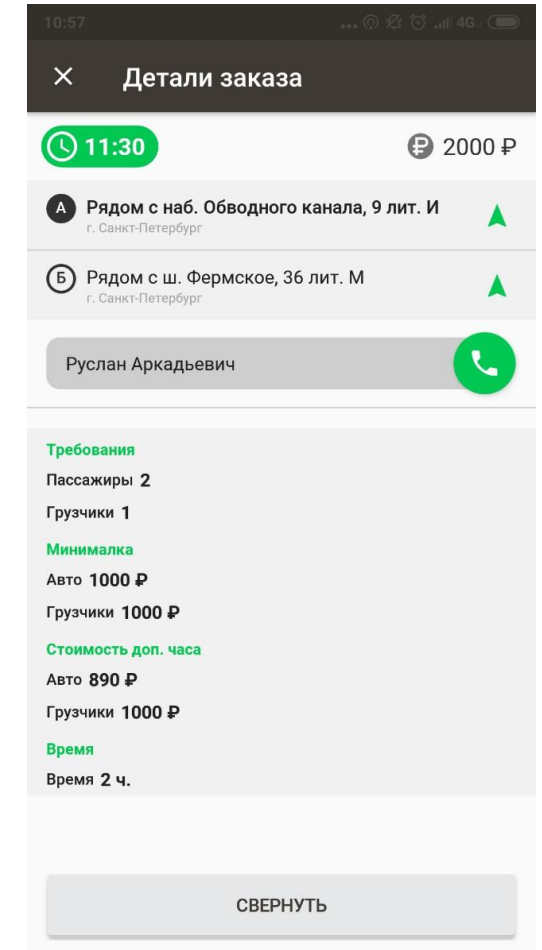 10:57 ... 4G
Детали заказа
11:30 2000 ₽
А Рядом с наб. Обводного канала, 9 лит. И
г. Санкт-Петербург
Б Рядом с ш. Фермское, 36 лит. М
г. Санкт-Петербург
Руслан Аркадьевич
Требования
Пассажиры 2
Грузчики 1
Минималка
Авто 1000 ₽
Грузчики 1000 ₽
Стоимость доп. часа
Авто 890 ₽
Грузчики 1000 ₽
Время
Время 2 ч.
СВЕРНУТЬ